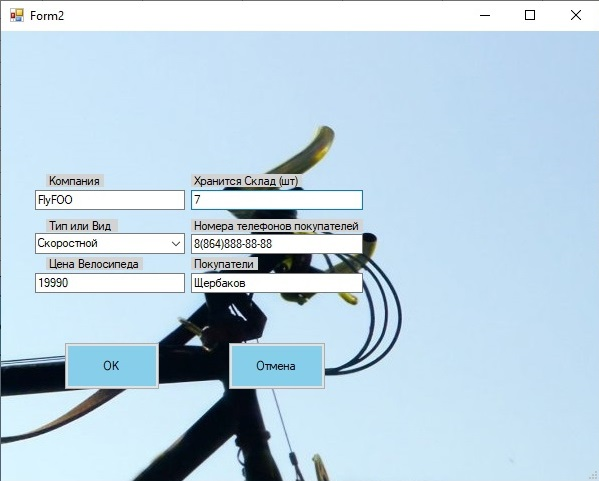 Form2
Компания
Хранится Склад (шт)
FlyFOO
7
Тип или Вид
Номера телефонов покупателей
Скоростной
8(864)888-88-88
Цена Велосипеда
Покупатели
19990
Щербаков
OK
Отмена